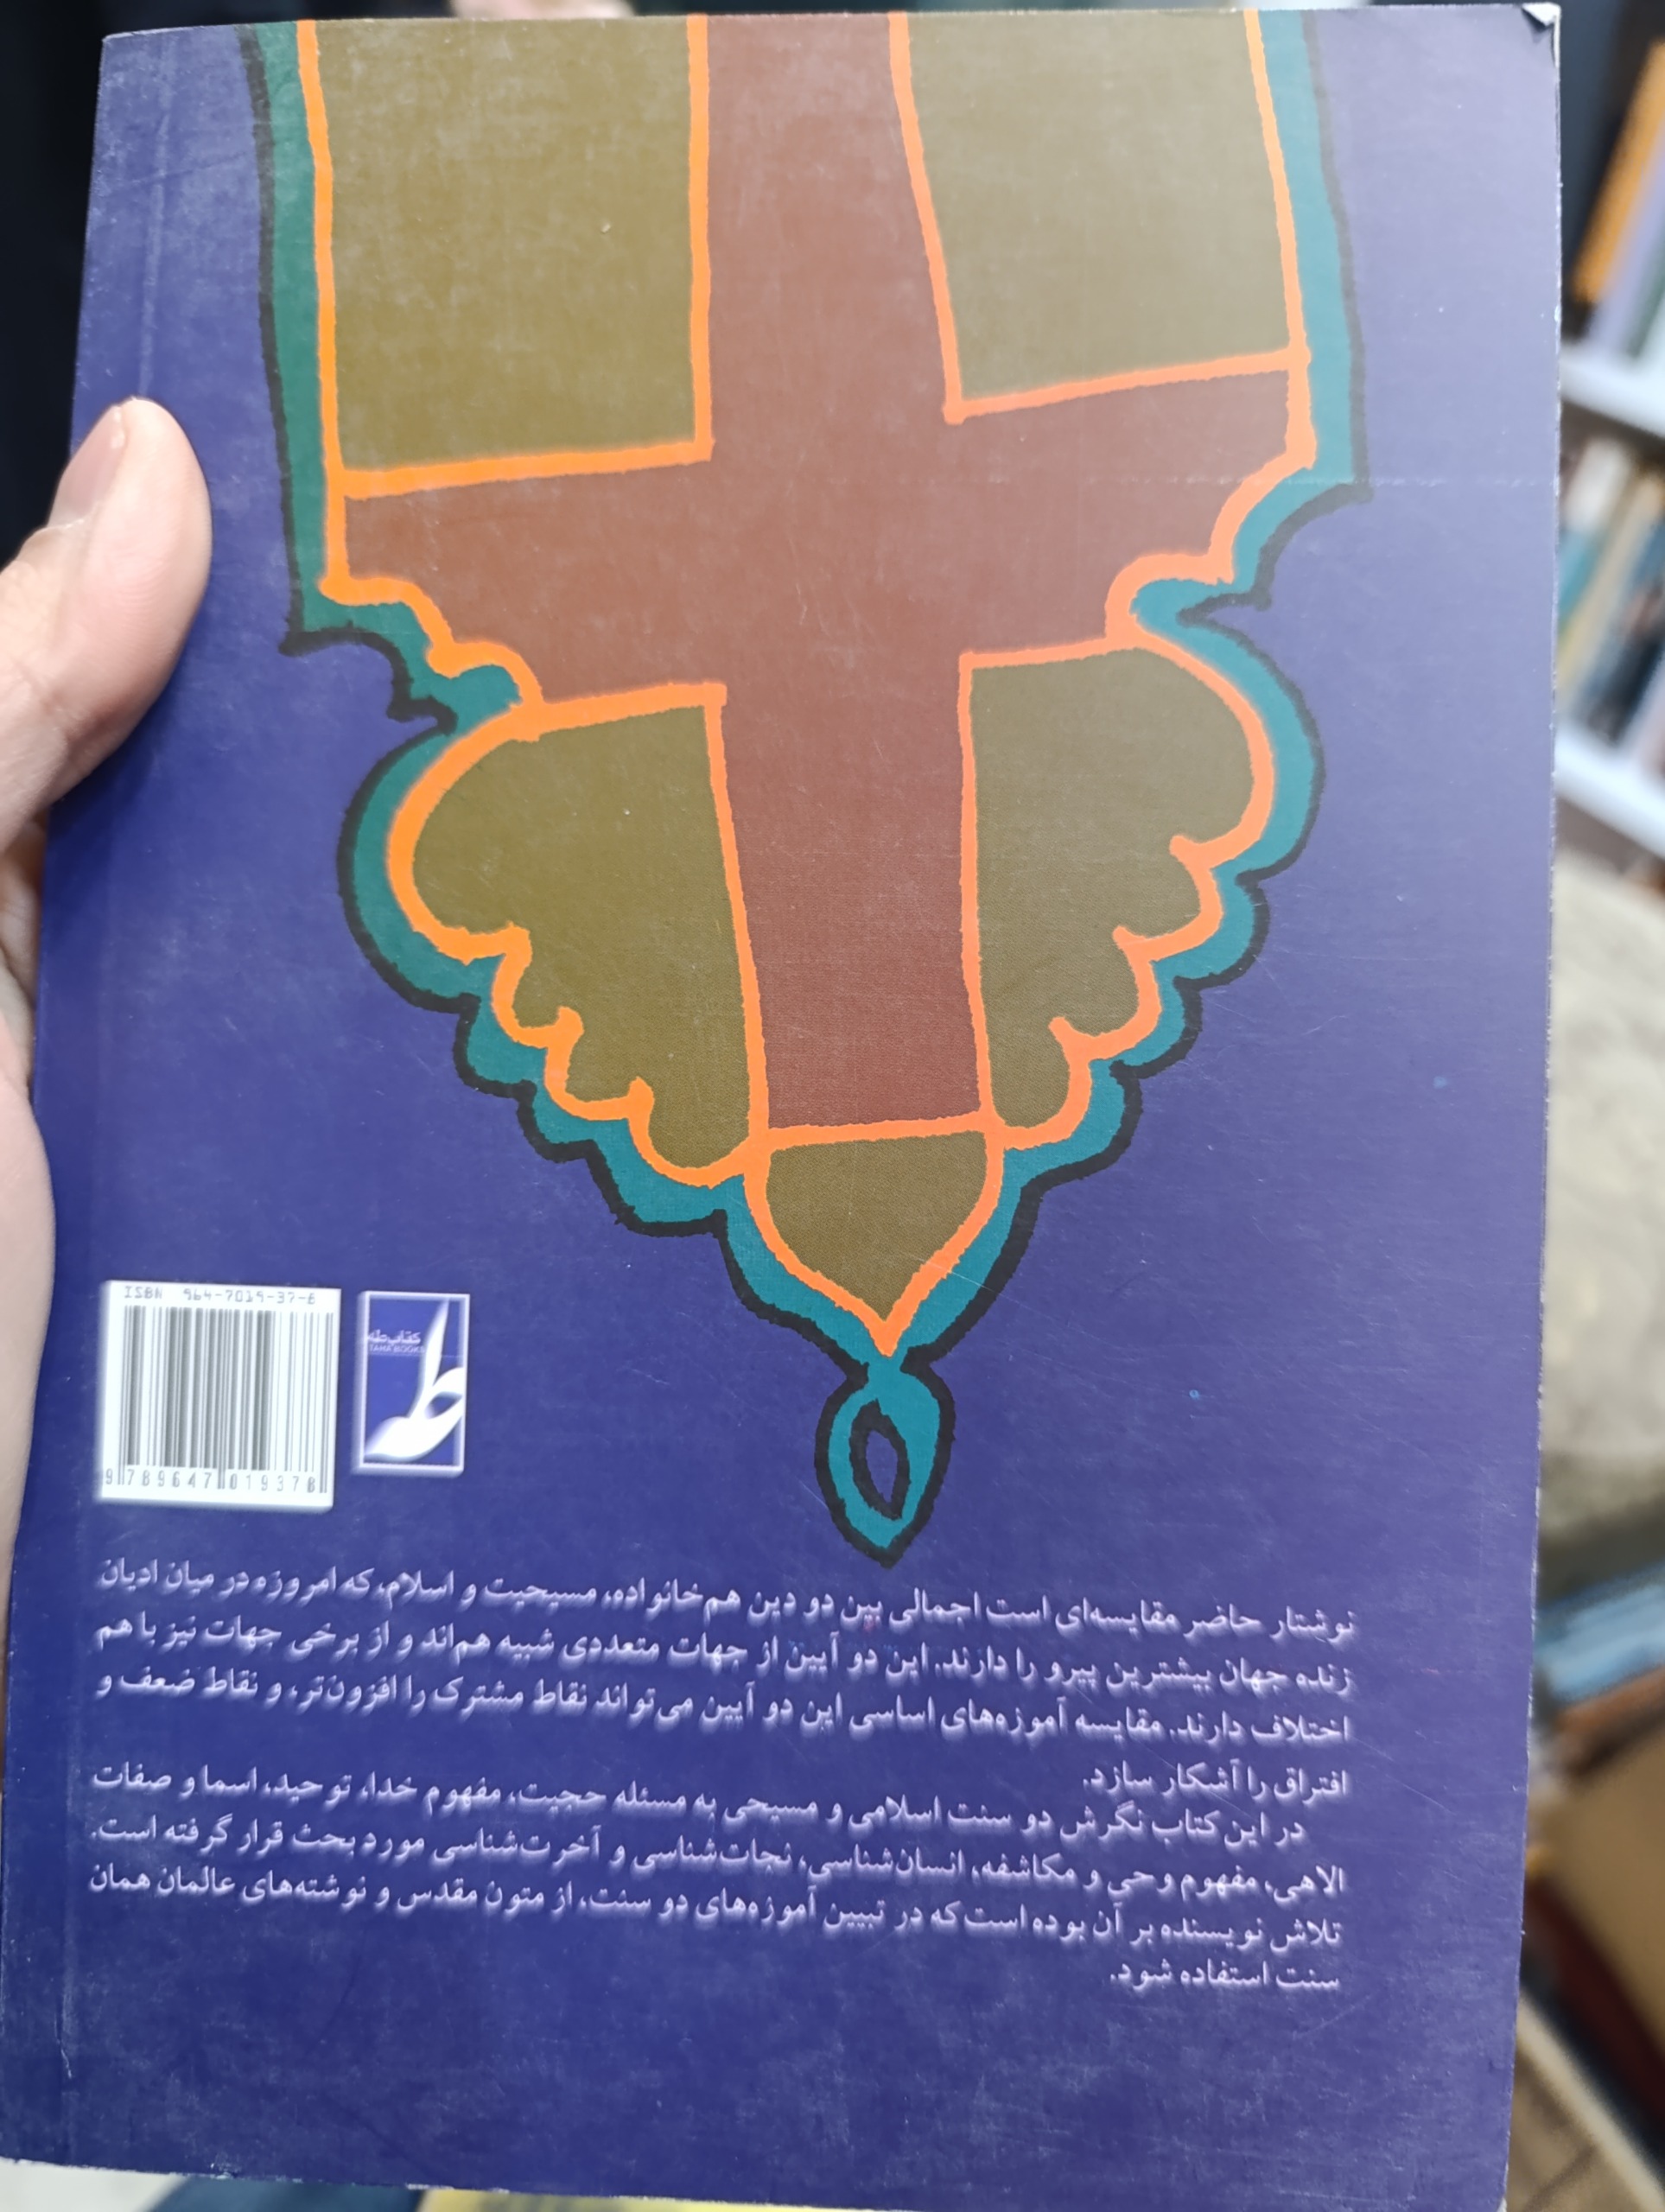 ISBN 964-7019-37-8
9789647019378
کتاب طه
TAHA BOOKS
نوشتار حاضر مقایسه‌ای است اجمالی بین دو دین هم‌خانواده، مسیحیت و اسلام، که امروزه در میان ادیان
زنده جهان بیشترین پیرو را دارند. این دو آیین از جهات متعددی شبیه هم‌اند و از برخی جهات نیز با هم
اختلاف دارند. مقایسه آموزه‌های اساسی این دو آیین می‌تواند نقاط مشترک را افزون‌تر، و نقاط ضعف و
افتراق را آشکار سازد.
در این کتاب نگرش دو سنت اسلامی و مسیحی به مسئله حجیت، مفهوم خدا، توحید، اسما و صفات
الاهی، مفهوم وحی و مکاشفه، انسان‌شناسی، نجات‌شناسی و آخرت‌شناسی مورد بحث قرار گرفته است.
تلاش نویسنده بر آن بوده است که در تبیین آموزه‌های دو سنت، از متون مقدس و نوشته‌های عالمان همان
سنت استفاده شود.